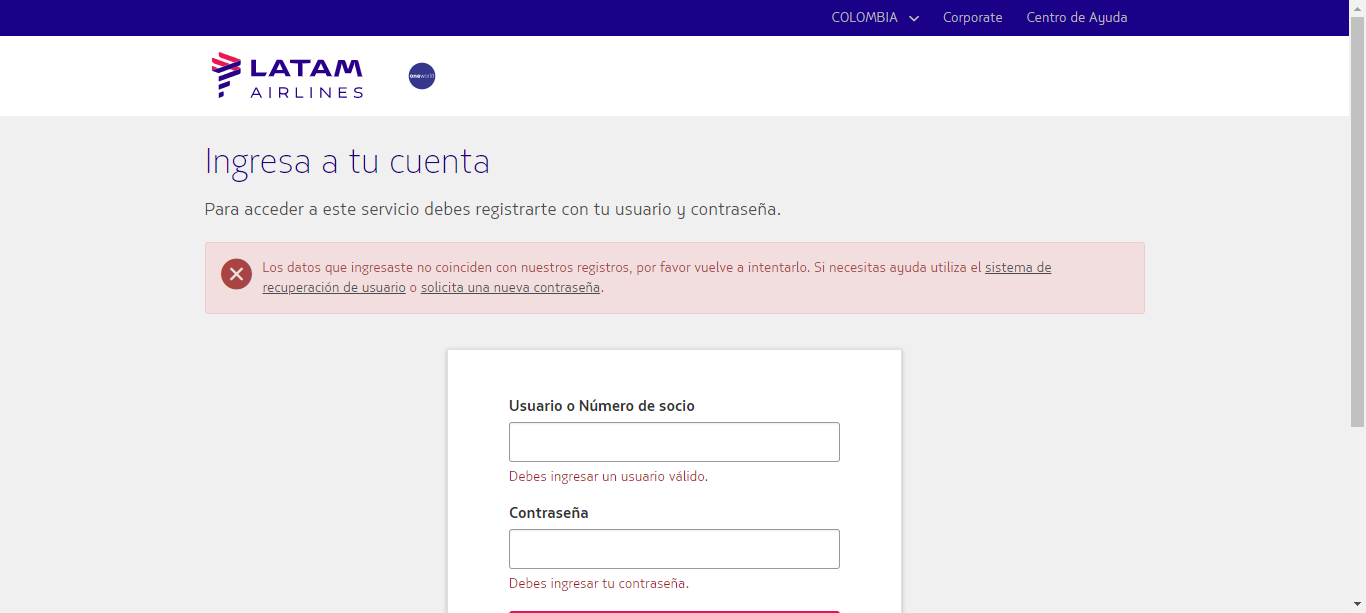 COLOMBIA
Corporate
Centro de Ayuda
LATAM
AIRLINES
oneworld
Ingresa a tu cuenta
Para acceder a este servicio debes registrarte con tu usuario y contraseña.
Los datos que ingresaste no coinciden con nuestros registros, por favor vuelve a intentarlo. Si necesitas ayuda utiliza el sistema de
recuperación de usuario o solicita una nueva contraseña.
Usuario o Número de socio
Debes ingresar un usuario válido.
Contraseña
Debes ingresar tu contraseña.